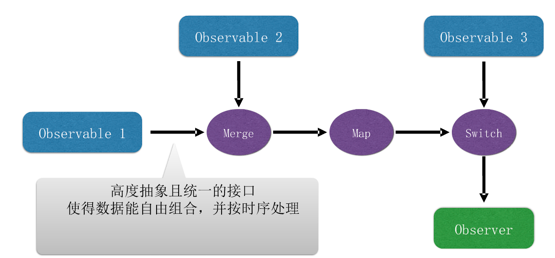 Observable 2
Observable 3
Observable 1
Merge
Map
Switch
高度抽象且统一的接口
使得数据能自由组合，并按时序处理
Observer